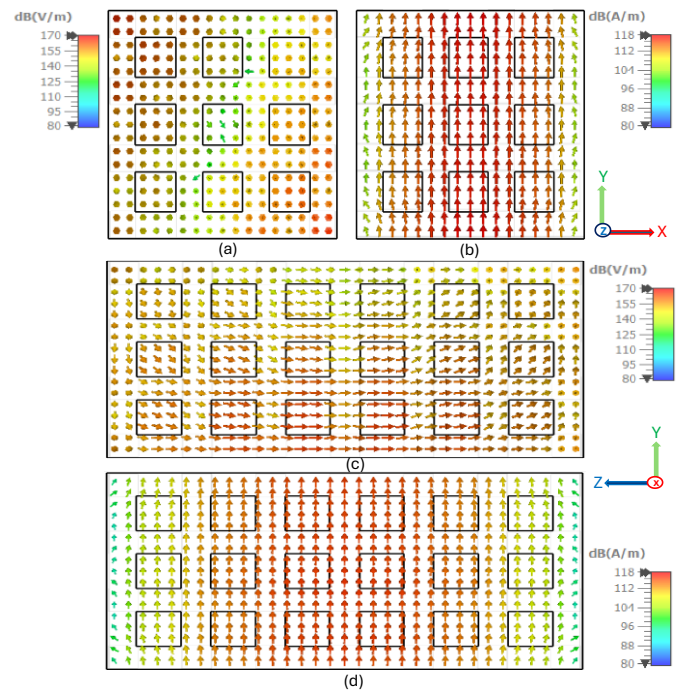 dB(V/m)
170
155
140
125
110
95
80
(a)
dB(A/m)
118
112
104
96
88
80
(b)
Y
Z
X
dB(V/m)
170
155
140
125
110
95
80
(c)
Y
Z
X
dB(A/m)
118
112
104
96
88
80
(d)